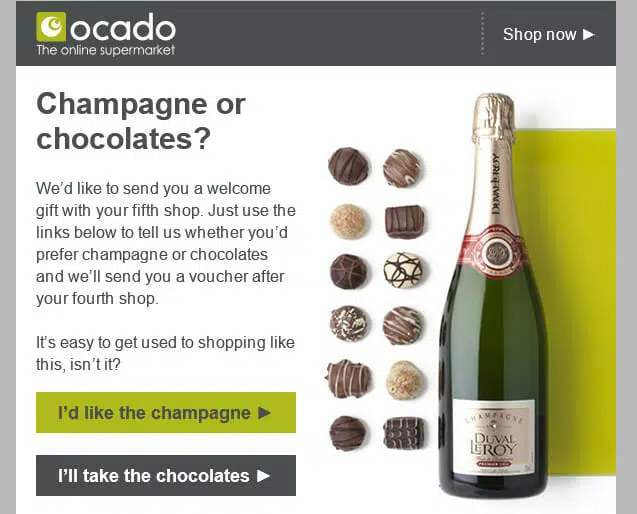 ocado
The online supermarket
Shop now ►
Champagne or
chocolates?
We’d like to send you a welcome
gift with your fifth shop. Just use the
links below to tell us whether you’d
prefer champagne or chocolates
and we’ll send you a voucher after
your fourth shop.
It’s easy to get used to shopping like
this, isn’t it?
I’d like the champagne ►
I’ll take the chocolates ►
DUVAL LEROY
CHAMPAGNE
DUVAL
LEROY
PREMIER CRU